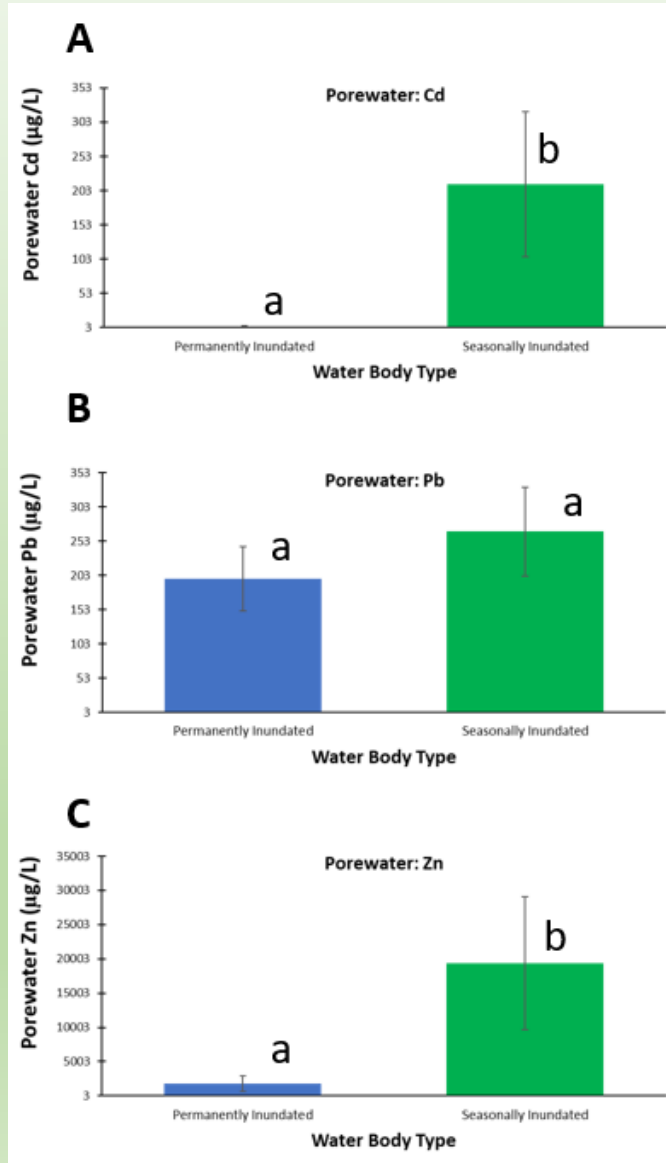 A
Porewater: Cd
Porewater Cd (µg/L)
353
303
253
203
153
103
53
3
a
b
Permanently Inundated
Seasonally Inundated
Water Body Type
B
Porewater: Pb
Porewater Pb (µg/L)
353
303
253
203
153
103
53
3
a
a
Permanently Inundated
Seasonally Inundated
Water Body Type
C
Porewater: Zn
Porewater Zn (µg/L)
35003
30003
25003
20003
15003
10003
5003
3
a
b
Permanently Inundated
Seasonally Inundated
Water Body Type